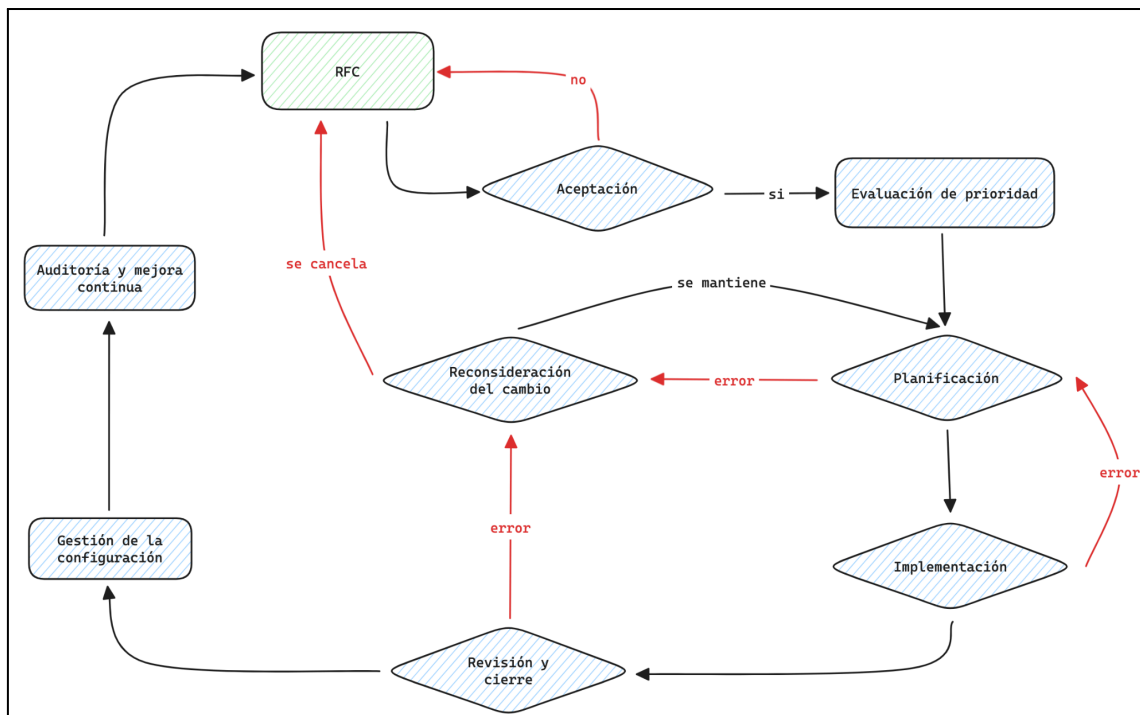 RFC
no
Aceptación
si
Evaluación de prioridad
se cancela
Auditoría y mejora
continua
se mantiene
Reconsideración
del cambio
error
Planificación
error
error
Gestión de la
configuración
Implementación
Revisión y
cierre